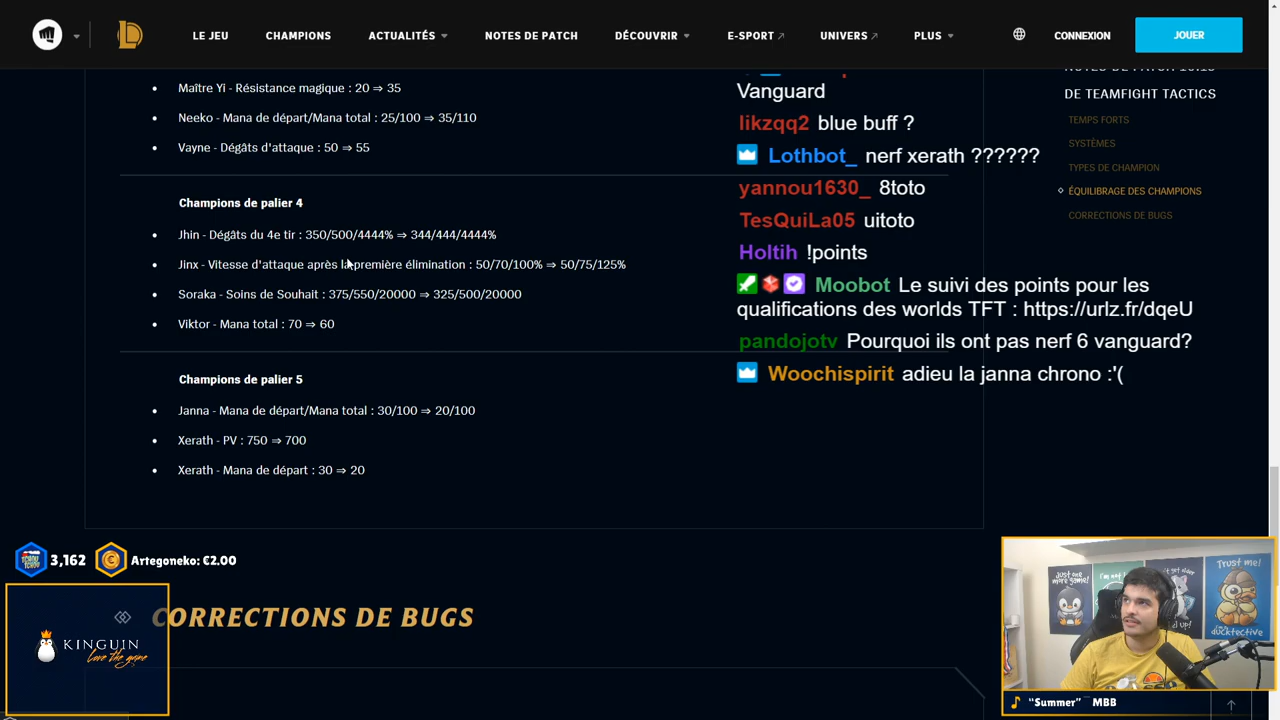 LE JEU
CHAMPIONS
ACTUALITÉS
NOTES DE PATCH
DÉCOUVRIR
E-SPORT
UNIVERS
PLUS
CONNEXION
JOUER
Maître Yi - Résistance magique : 20 ⇒ 35
Neeko - Mana de départ/Mana total : 25/100 ⇒ 35/110
Vayne - Dégâts d'attaque : 50 ⇒ 55
Champions de palier 4
Jhin - Dégâts du 4e tir : 350/500/4444% ⇒ 344/444/4444%
Jinx - Vitesse d'attaque après la première élimination : 50/70/100% ⇒ 50/75/125%
Soraka - Soins de Souhait : 375/550/20000 ⇒ 325/500/20000
Viktor - Mana total : 70 ⇒ 60
Champions de palier 5
Janna - Mana de départ/Mana total : 30/100 ⇒ 20/100
Xerath - PV : 750 ⇒ 700
Xerath - Mana de départ : 30 ⇒ 20
Vanguard
likzqq2 blue buff ?
Lothbot_ nerf xerath ??????
yannou1630_ 8toto
TesQuiLa05 uitoto
Holtih !points
Moobot Le suivi des points pour les
qualifications des worlds TFT : https://urlz.fr/dqeU
pandojotv Pourquoi ils ont pas nerf 6 vanguard?
Woochispirit adieu la janna chrono :'(
DE TEAMFIGHT TACTICS
TEMPS FORTS
SYSTÈMES
TYPES DE CHAMPION
ÉQUILIBRAGE DES CHAMPIONS
CORRECTIONS DE BUGS
3,162
Artegoneko: €2.00
CORRECTIONS DE BUGS
KINGUIN
love the game
Just one
more game!
Trust me!
I'm a
ducktective
"Summer" MBB